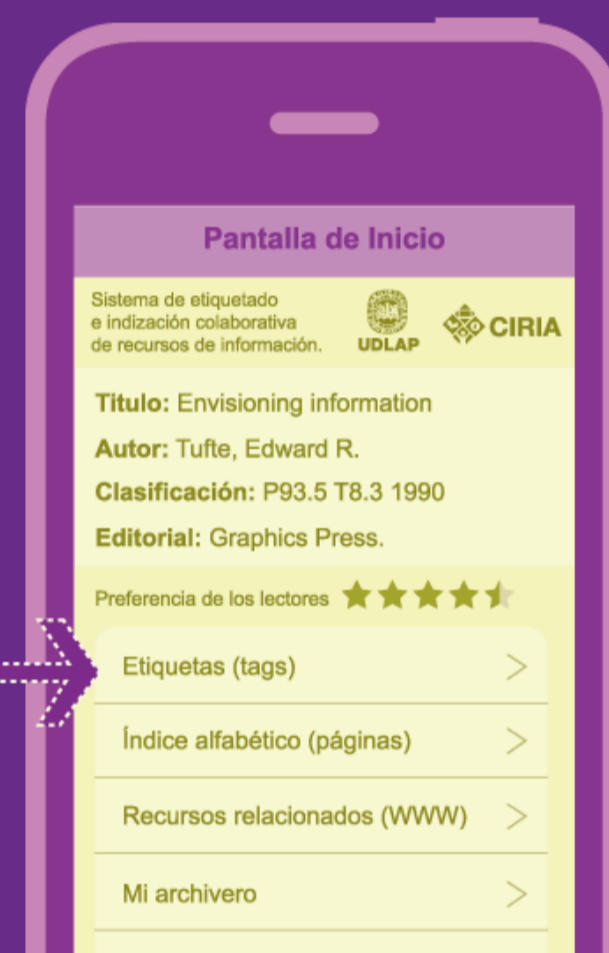 Pantalla de Inicio
Sistema de etiquetado
e indización colaborativa
de recursos de información.
UDLAP
CIRIA
Titulo: Envisioning information
Autor: Tufte, Edward R.
Clasificación: P93.5 T8.3 1990
Editorial: Graphics Press.
Preferencia de los lectores
Etiquetas (tags)
Índice alfabético (páginas)
Recursos relacionados (WWW)
Mi archivero